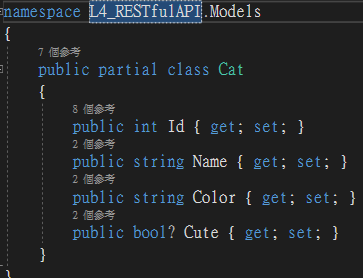 namespace L4_RESTfulAPI.Models
{
7 個參考
public partial class Cat
{
8 個參考
public int Id { get; set; }
2 個參考
public string Name { get; set; }
2 個參考
public string Color { get; set; }
2 個參考
public bool? Cute { get; set; }
}
}